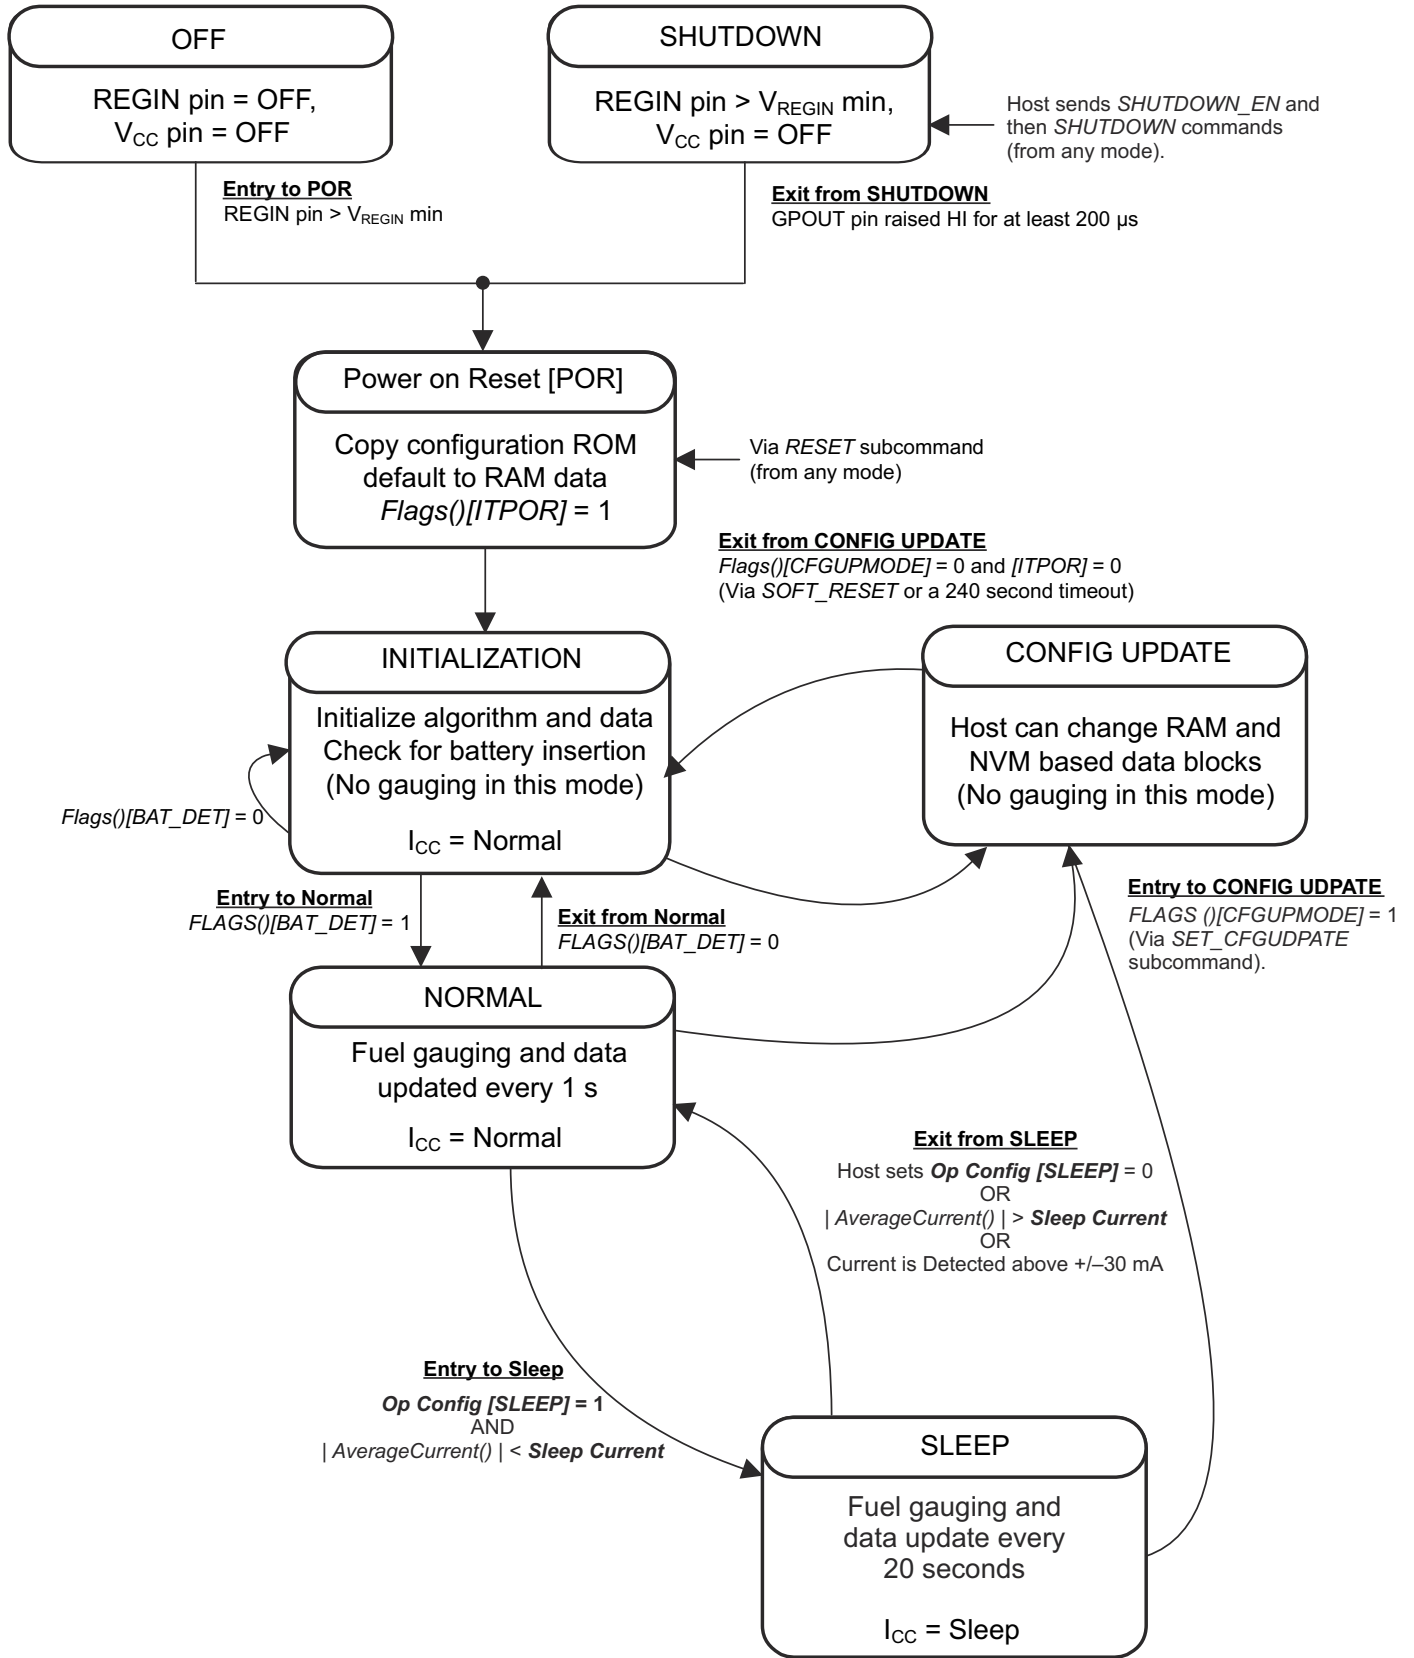 OFF
REGIN pin = OFF,
VCC pin = OFF
SHUTDOWN
REGIN pin > VREGIN min,
VCC pin = OFF
Host sends SHUTDOWN_EN and
then SHUTDOWN commands
(from any mode).
Entry to POR
REGIN pin > VREGIN min
Exit from SHUTDOWN
GPOUT pin raised HI for at least 200 µs
Power on Reset [POR]
Copy configuration ROM
default to RAM data
Flags()[ITPOR] = 1
Via RESET subcommand
(from any mode)
Exit from CONFIG UPDATE
Flags()[CFGUPMODE] = 0 and [ITPOR] = 0
(Via SOFT_RESET or a 240 second timeout)
INITIALIZATION
Initialize algorithm and data
Check for battery insertion
(No gauging in this mode)
ICC = Normal
Flags()[BAT_DET] = 0
CONFIG UPDATE
Host can change RAM and
NVM based data blocks
(No gauging in this mode)
Entry to Normal
FLAGS()[BAT_DET] = 1
Exit from Normal
FLAGS()[BAT_DET] = 0
Entry to CONFIG UDPATE
FLAGS ()[CFGUPMODE] = 1
(Via SET_CFGUDPATE
subcommand).
NORMAL
Fuel gauging and data
updated every 1 s
ICC = Normal
Exit from SLEEP
Host sets Op Config [SLEEP] = 0
OR
| AverageCurrent() | > Sleep Current
OR
Current is Detected above +/–30 mA
Entry to Sleep
Op Config [SLEEP] = 1
AND
| AverageCurrent() | < Sleep Current
SLEEP
Fuel gauging and
data update every
20 seconds
ICC = Sleep